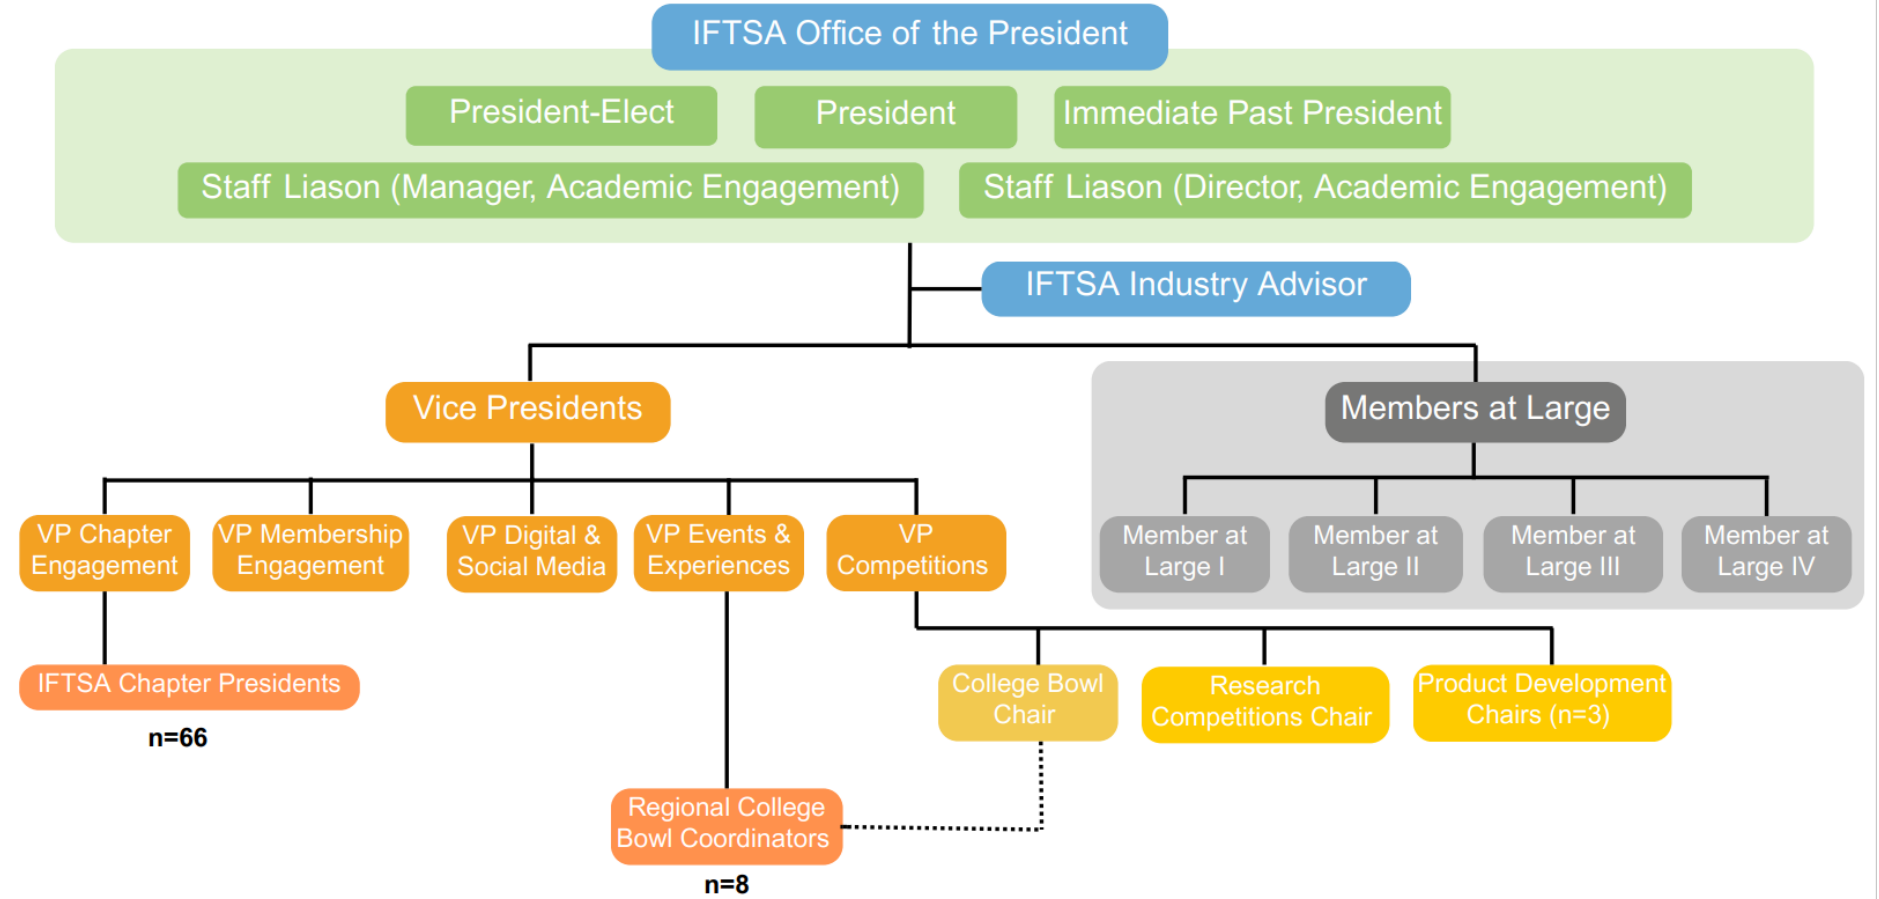 IFTSA Office of the President
President-Elect
President
Immediate Past President
Staff Liason (Manager, Academic Engagement)
Staff Liason (Director, Academic Engagement)
IFTSA Industry Advisor
Vice Presidents
Members at Large
VP Chapter
Engagement
VP Membership
Engagement
VP Digital &
Social Media
VP Events &
Experiences
VP
Competitions
Member at
Large I
Member at
Large II
Member at
Large III
Member at
Large IV
IFTSA Chapter Presidents
n=66
College Bowl
Chair
Research
Competitions Chair
Product Development
Chairs (n=3)
Regional College
Bowl Coordinators
n=8